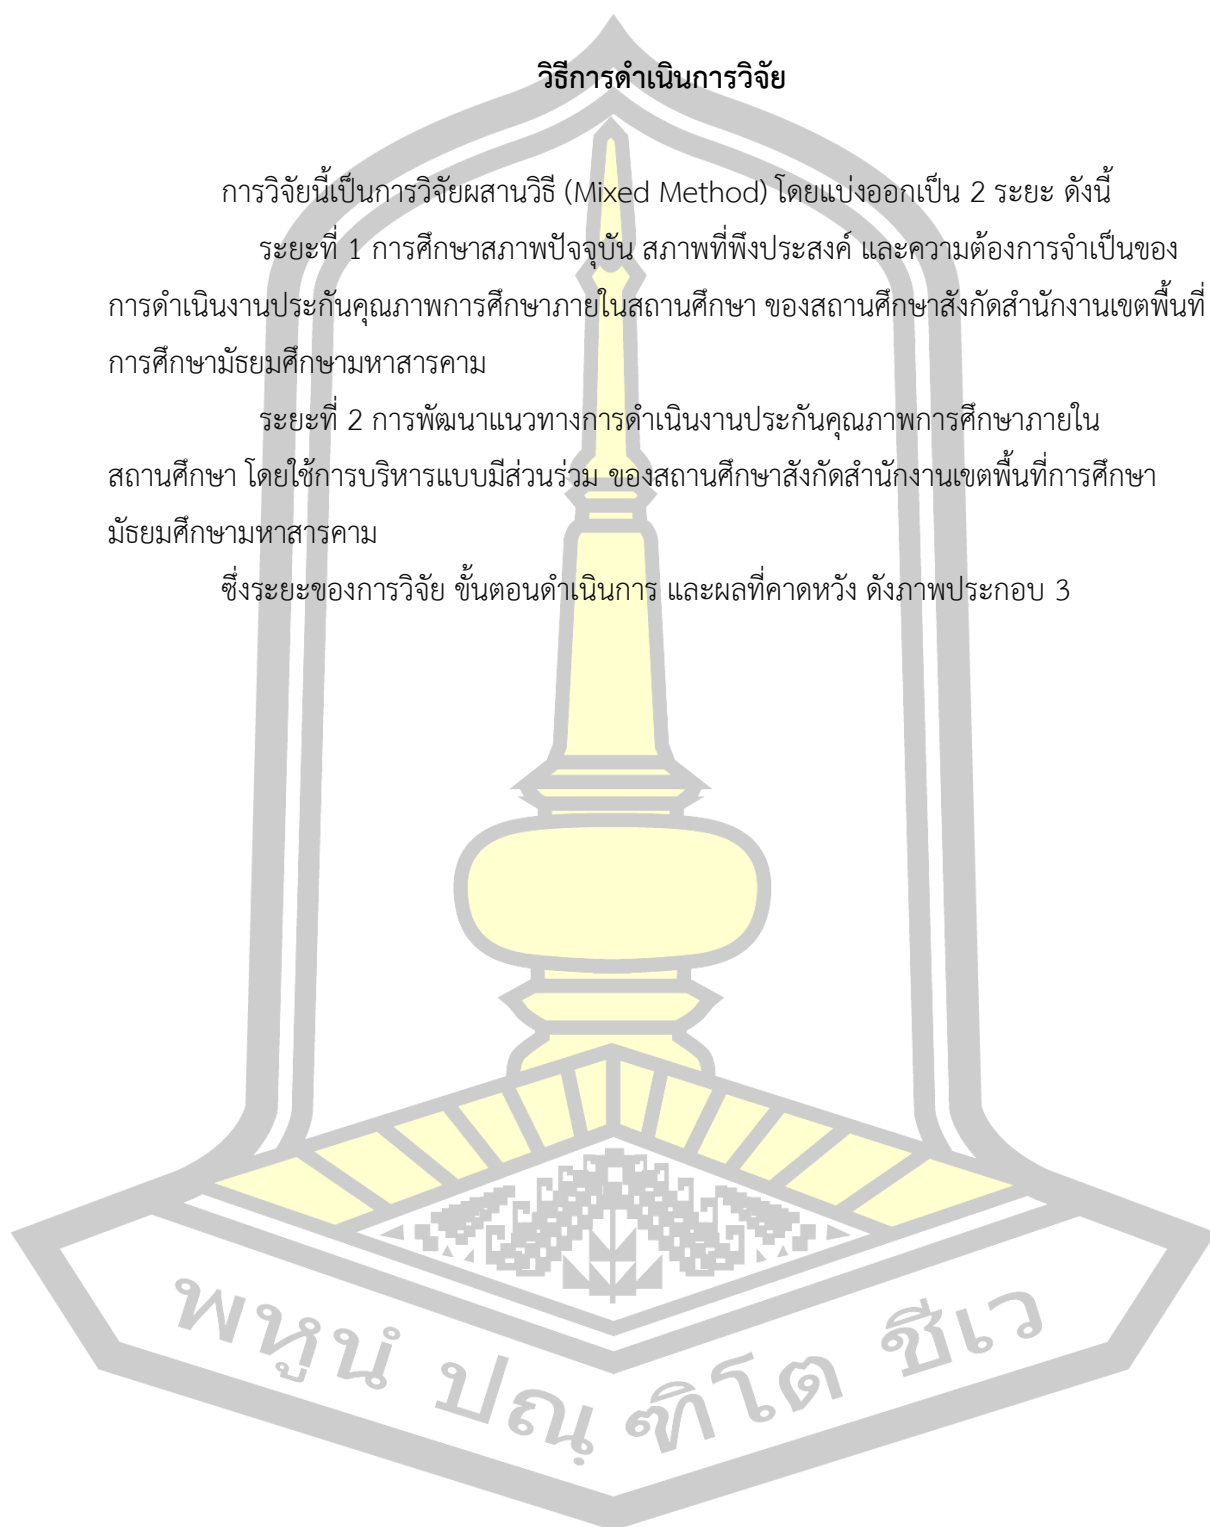 วิธีการดำเนินการวิจัย
การวิจัยนี้เป็นการวิจัยผสานวิธี (Mixed Method) โดยแบ่งออกเป็น 2 ระยะ ดังนี้
ระยะที่ 1 การศึกษาสภาพปัจจุบัน สภาพที่พึงประสงค์ และความต้องการจำเป็นของ
การดำเนินงานประกันคุณภาพการศึกษาภายในสถานศึกษา ของสถานศึกษาสังกัดสำนักงานเขตพื้นที่
การศึกษามัธยมศึกษามหาสารคาม
ระยะที่ 2 การพัฒนาแนวทางการดำเนินงานประกันคุณภาพการศึกษาภายใน
สถานศึกษา โดยใช้การบริหารแบบมีส่วนร่วม ของสถานศึกษาสังกัดสำนักงานเขตพื้นที่การศึกษา
มัธยมศึกษามหาสารคาม
ซึ่งระยะของการวิจัย ขั้นตอนดำเนินการ และผลที่คาดหวัง ดังภาพประกอบ 3
พหูนํ ปณฺ ฑิโต ชีเว